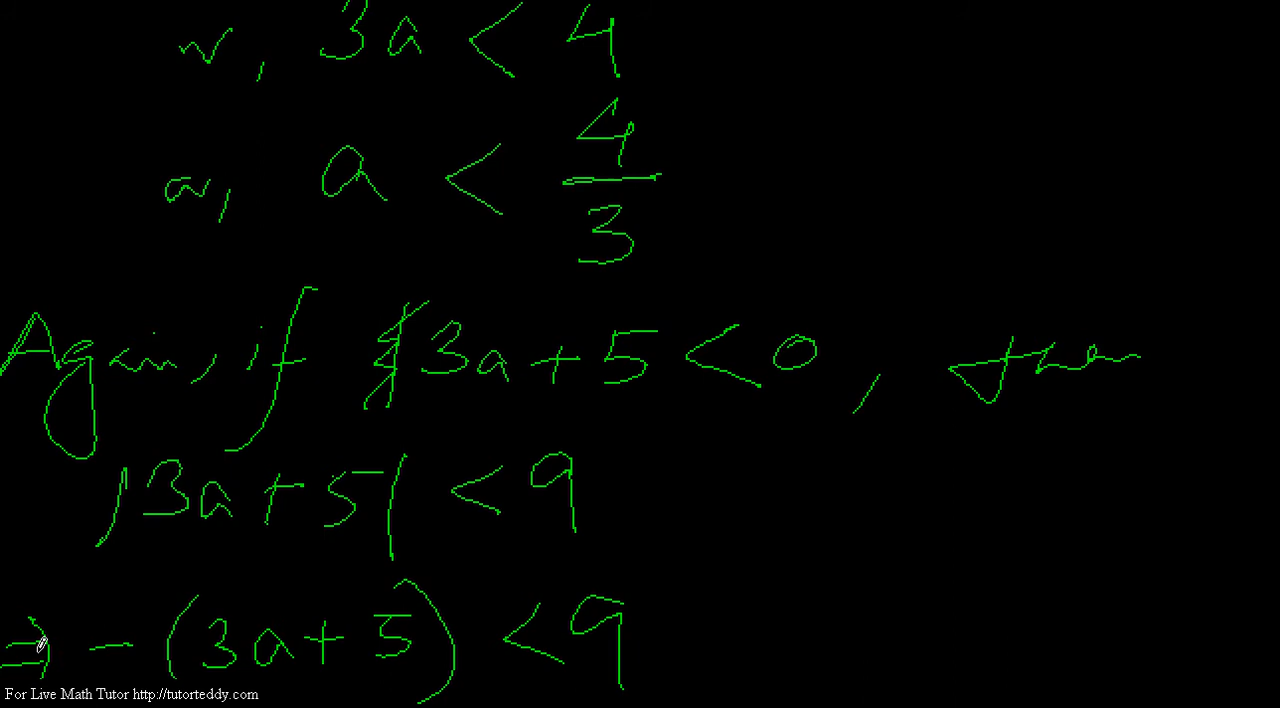 or, 3a < 4
or, a < 4/3
Again, if 3a + 5 < 0, then
|3a + 5| < 9
⇒ - (3a + 5) < 9
For Live Math Tutor http://tutorteddy.com